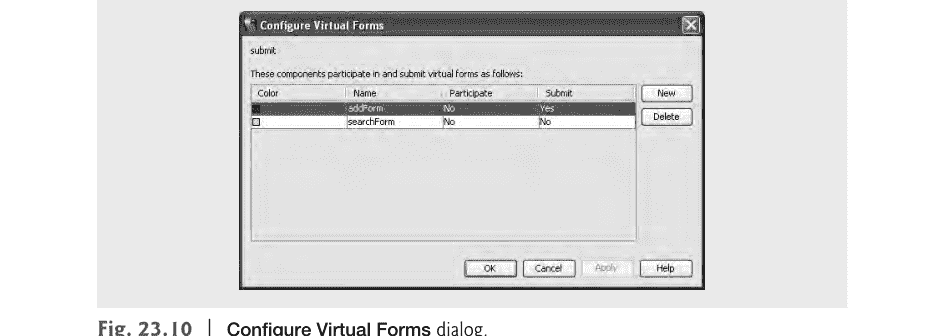 Configure Virtual Forms
submit
These components participate in and submit virtual forms as follows:
Color Name Participate Submit New
addForm No Yes
searchForm No No Delete
OK Cancel Apply Help
Fig. 23.10 | Configure Virtual Forms dialog.